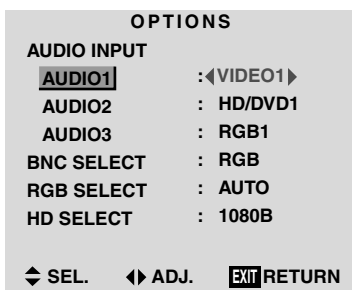 OPTIONS
AUDIO INPUT
AUDIO1 : VIDEO1
AUDIO2 : HD/DVD1
AUDIO3 : RGB1
BNC SELECT : RGB
RGB SELECT : AUTO
HD SELECT : 1080B
SEL. ADJ. EXIT RETURN